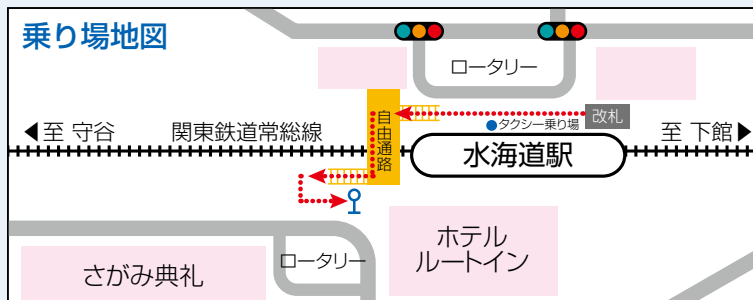 乗り場地図
ロータリー
自由通路
改札
タクシー乗り場
◀至 守谷
関東鉄道常総線
至 下館▶
水海道駅
ホテル
ルートイン
ロータリー
さがみ典礼